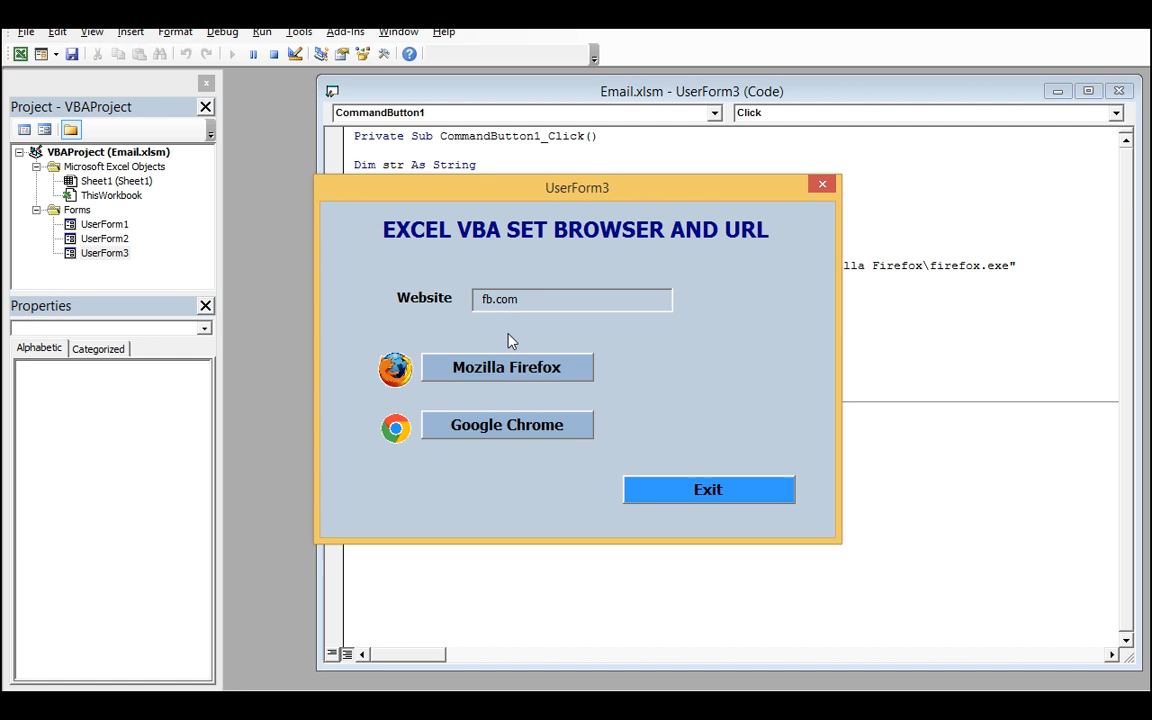 File Edit View Insert Format Debug Run Tools Add-Ins Window Help
Project - VBAProject
VBAProject (Email.xlsm)
Microsoft Excel Objects
Sheet1 (Sheet1)
ThisWorkbook
Forms
UserForm1
UserForm2
UserForm3
Properties
Alphabetic Categorized
Email.xlsm - UserForm3 (Code)
CommandButton1 Click
Private Sub CommandButton1_Click()
Dim str As String
lla Firefox\firefox.exe"
UserForm3
EXCEL VBA SET BROWSER AND URL
Website fb.com
Mozilla Firefox
Google Chrome
Exit